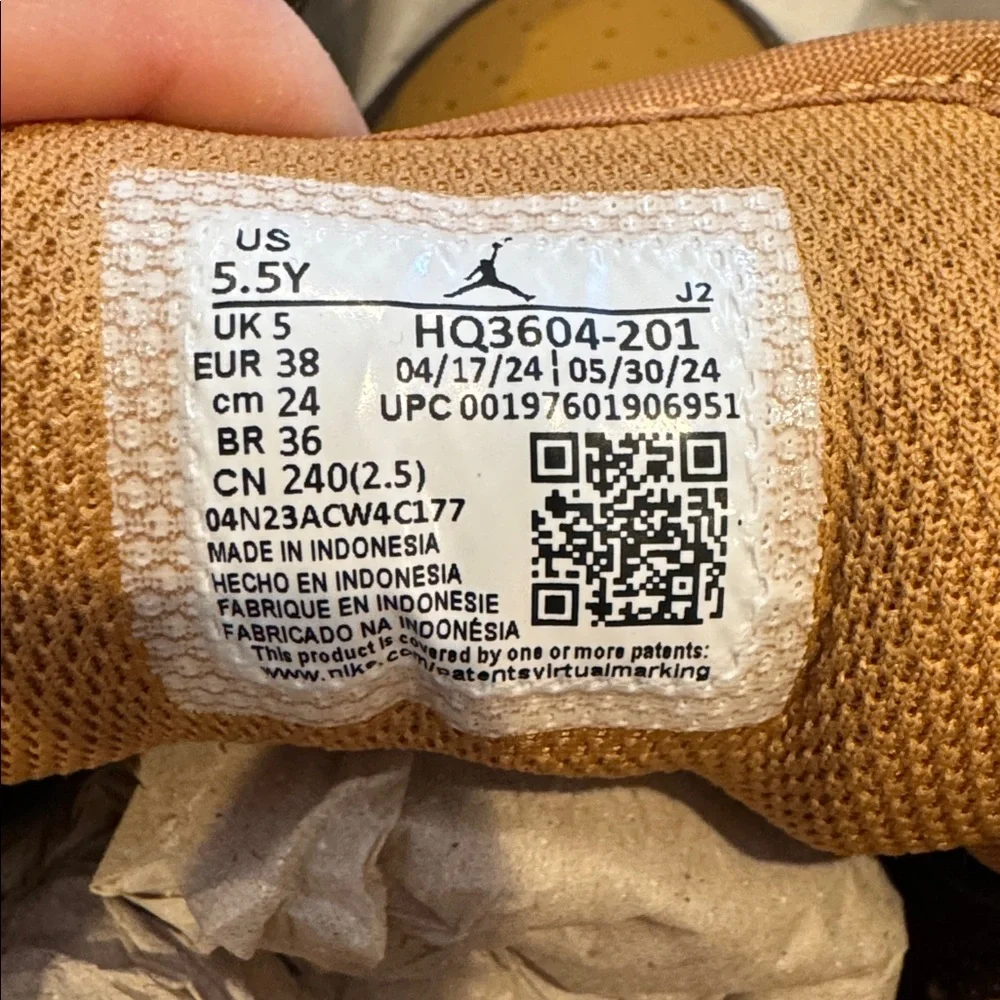 US
5.5Y
J2
UK 5
HQ3604-201
EUR 38
04/17/24 05/30/24
cm 24
UPC 00197601906951
BR 36
CN 240(2.5)
04N23ACW4C177
MADE IN INDONESIA
HECHO EN INDONESIA
FABRIQUE EN INDONESIE
FABRICADO NA INDONÉSIA
This product is covered by one or more patents:
www.nike.com/patentsvirtualmarking